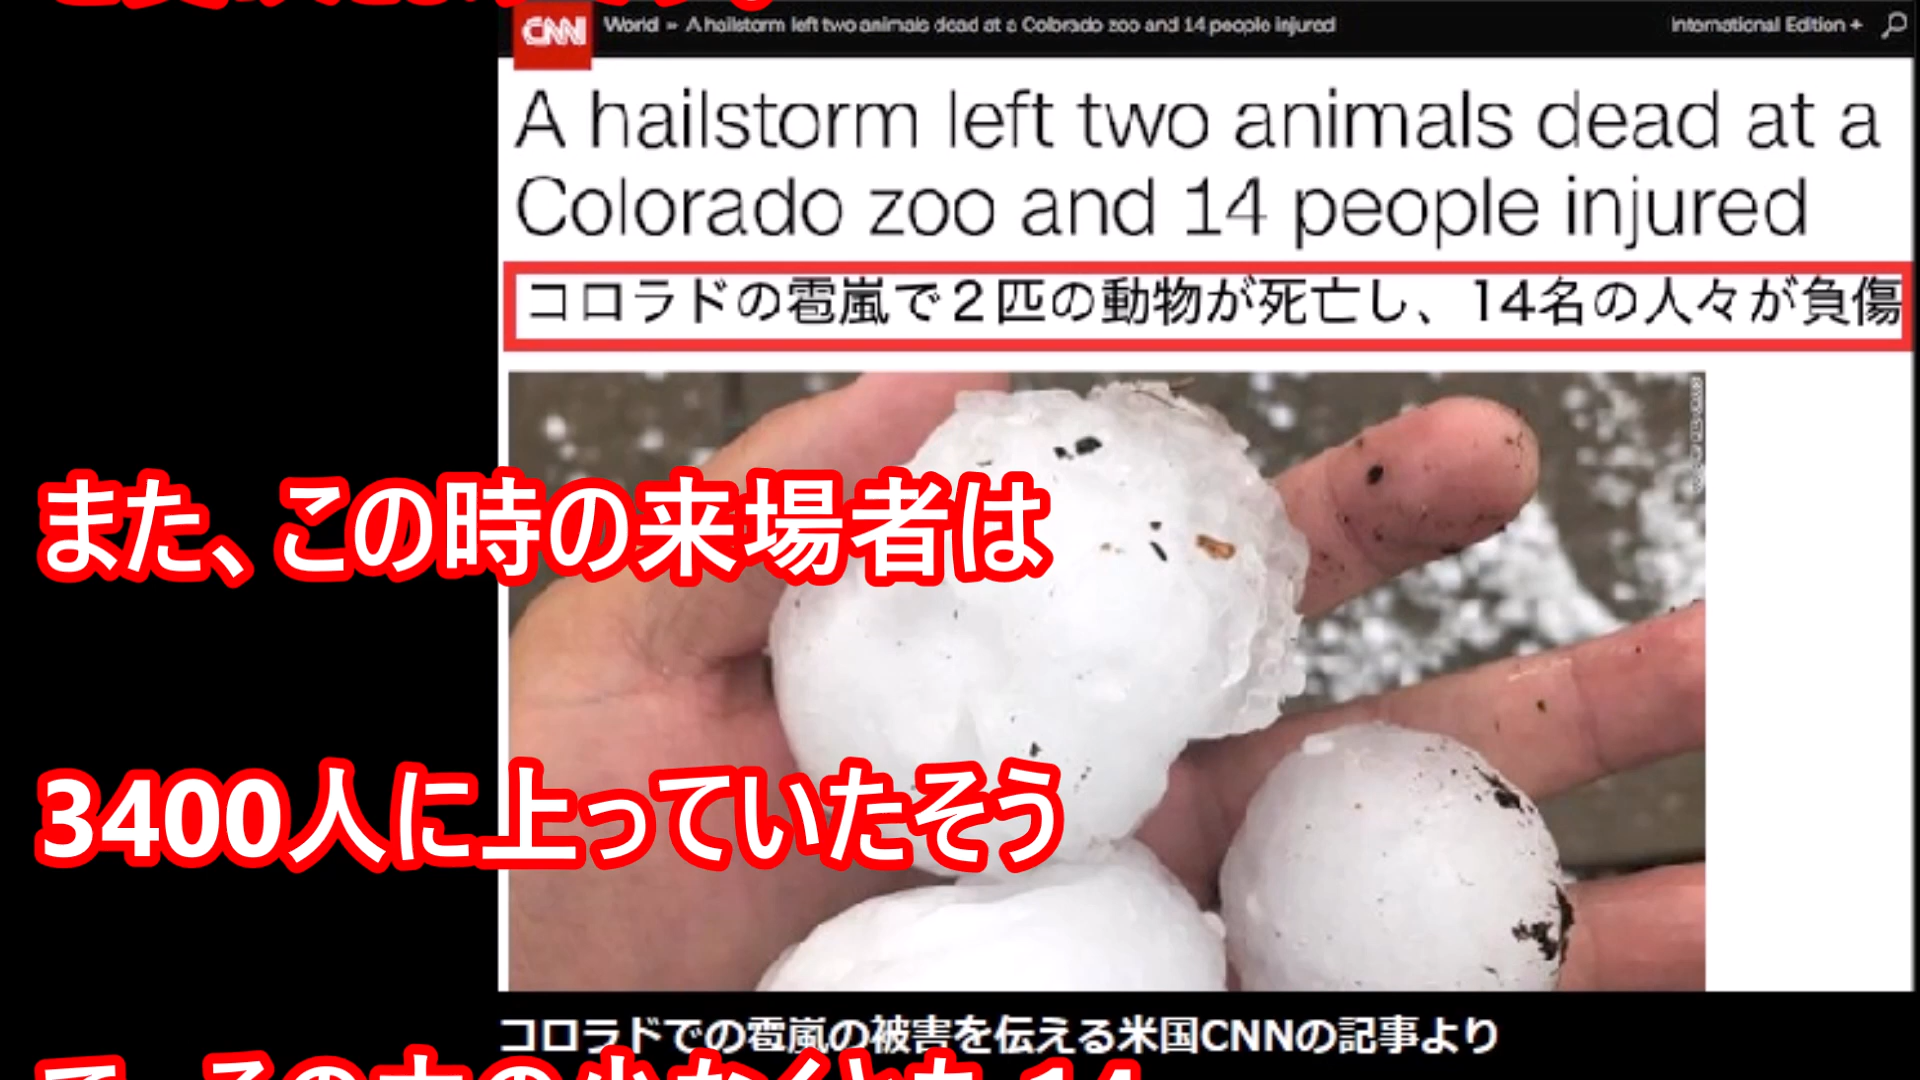 CNN World » A hailstorm left two animals dead at a Colorado zoo and 14 people injured International Edition +
A hailstorm left two animals dead at a
Colorado zoo and 14 people injured
コロラドの雹嵐で２匹の動物が死亡し、14名の人々が負傷
また、この時の来場者は
3400人に上っていたそう
コロラドでの雹嵐の被害を伝える米国CNNの記事より